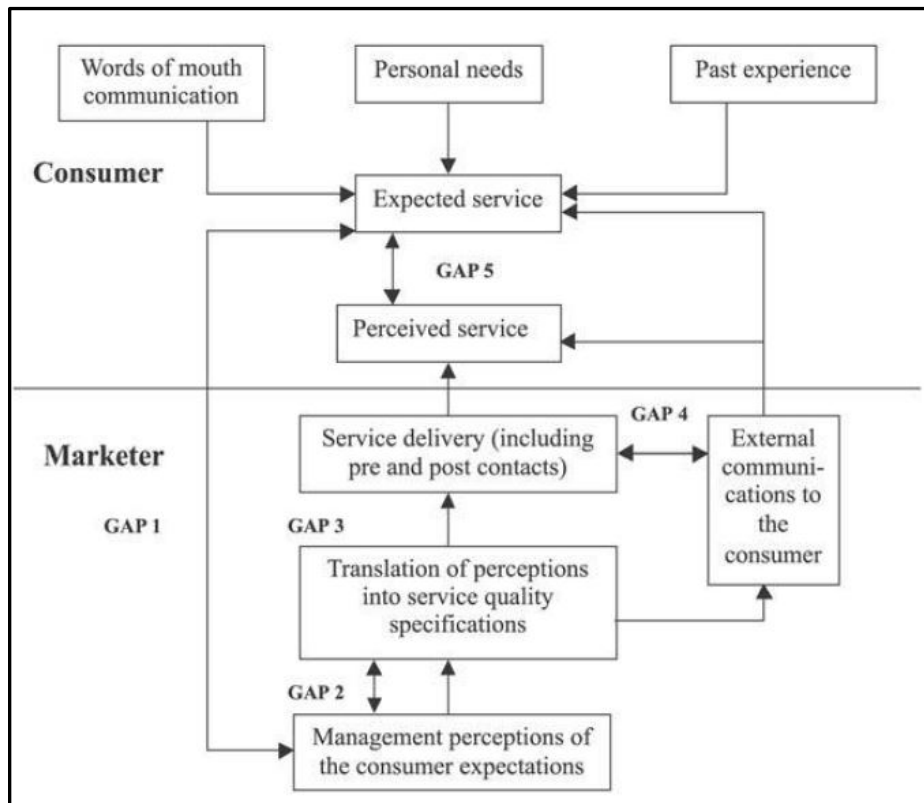 Words of mouth
communication
Personal needs
Past experience
Consumer
Expected service
GAP 5
Perceived service
Marketer
Service delivery (including
pre and post contacts)
GAP 4
External
communi-
cations to
the
consumer
GAP 1
GAP 3
Translation of perceptions
into service quality
specifications
GAP 2
Management perceptions of
the consumer expectations